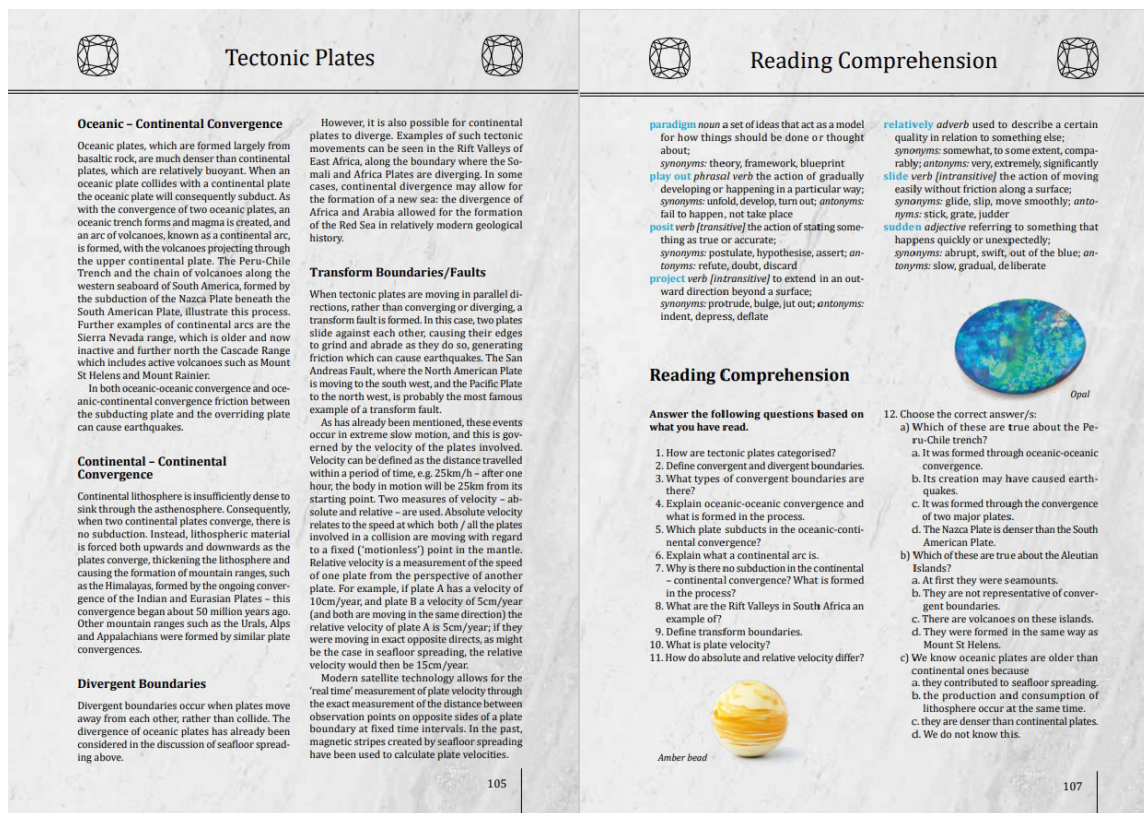 Tectonic Plates
Oceanic – Continental Convergence
Oceanic plates, which are formed largely from
basaltic rock, are much denser than continental
plates, which are relatively buoyant. When an
oceanic plate collides with a continental plate
the oceanic plate will consequently subduct. As
with the convergence of two oceanic plates, an
oceanic trench forms and magma is created, and
an arc of volcanoes, known as a continental arc,
is formed, with the volcanoes projecting through
the upper continental plate. The Peru-Chile
Trench and the chain of volcanoes along the
western seaboard of South America, formed by
the subduction of the Nazca Plate beneath the
South American Plate, illustrate this process.
Further examples of continental arcs are the
Sierra Nevada range, which is older and now
inactive and further north the Cascade Range
which includes active volcanoes such as Mount
St Helens and Mount Rainier.
In both oceanic-oceanic convergence and oce-
anic-continental convergence friction between
the subducting plate and the overriding plate
can cause earthquakes.
Continental – Continental
Convergence
Continental lithosphere is insufficiently dense to
sink through the asthenosphere. Consequently,
when two continental plates converge, there is
no subduction. Instead, lithospheric material
is forced both upwards and downwards as the
plates converge, thickening the lithosphere and
causing the formation of mountain ranges, such
as the Himalayas, formed by the ongoing conver-
gence of the Indian and Eurasian Plates – this
convergence began about 50 million years ago.
Other mountain ranges such as the Urals, Alps
and Appalachians were formed by similar plate
convergences.
Divergent Boundaries
Divergent boundaries occur when plates move
away from each other, rather than collide. The
divergence of oceanic plates has already been
considered in the discussion of seafloor spread-
ing above.
However, it is also possible for continental
plates to diverge. Examples of such tectonic
movements can be seen in the Rift Valleys of
East Africa, along the boundary where the So-
mali and Africa Plates are diverging. In some
cases, continental divergence may allow for
the formation of a new sea: the divergence of
Africa and Arabia allowed for the formation
of the Red Sea in relatively modern geological
history.
Transform Boundaries/Faults
When tectonic plates are moving in parallel di-
rections, rather than converging or diverging, a
transform fault is formed. In this case, two plates
slide against each other, causing their edges
to grind and abrade as they do so, generating
friction which can cause earthquakes. The San
Andreas Fault, where the North American Plate
is moving to the south west, and the Pacific Plate
to the north west, is probably the most famous
example of a transform fault.
As has already been mentioned, these events
occur in extreme slow motion, and this is gov-
erned by the velocity of the plates involved.
Velocity can be defined as the distance travelled
within a period of time, e.g. 25km/h – after one
hour, the body in motion will be 25km from its
starting point. Two measures of velocity – ab-
solute and relative – are used. Absolute velocity
relates to the speed at which both / all the plates
involved in a collision are moving with regard
to a fixed ('motionless') point in the mantle.
Relative velocity is a measurement of the speed
of one plate from the perspective of another
plate. For example, if plate A has a velocity of
10cm/year, and plate B a velocity of 5cm/year
(and both are moving in the same direction) the
relative velocity of plate A is 5cm/year; if they
were moving in exact opposite directs, as might
be the case in seafloor spreading, the relative
velocity would then be 15cm/year.
Modern satellite technology allows for the
'real time' measurement of plate velocity through
the exact measurement of the distance between
observation points on opposite sides of a plate
boundary at fixed time intervals. In the past,
magnetic stripes created by seafloor spreading
have been used to calculate plate velocities.
105
Reading Comprehension
paradigm noun a set of ideas that act as a model
for how things should be done or thought
about;
synonyms: theory, framework, blueprint
play out phrasal verb the action of gradually
developing or happening in a particular way;
synonyms: unfold, develop, turn out; antonyms:
fail to happen, not take place
posit verb [transitive] the action of stating some-
thing as true or accurate;
synonyms: postulate, hypothesise, assert; an-
tonyms: refute, doubt, discard
project verb [intransitive] to extend in an out-
ward direction beyond a surface;
synonyms: protrude, bulge, jut out; antonyms:
indent, depress, deflate
relatively adverb used to describe a certain
quality in relation to something else;
synonyms: somewhat, to some extent, compa-
rably; antonyms: very, extremely, significantly
slide verb [intransitive] the action of moving
easily without friction along a surface;
synonyms: glide, slip, move smoothly; anto-
nyms: stick, grate, judder
sudden adjective referring to something that
happens quickly or unexpectedly;
synonyms: abrupt, swift, out of the blue; an-
tonyms: slow, gradual, deliberate
Opal
Reading Comprehension
Answer the following questions based on
what you have read.
1. How are tectonic plates categorised?
2. Define convergent and divergent boundaries.
3. What types of convergent boundaries are
there?
4. Explain oceanic-oceanic convergence and
what is formed in the process.
5. Which plate subducts in the oceanic-conti-
nental convergence?
6. Explain what a continental arc is.
7. Why is there no subduction in the continental
– continental convergence? What is formed
in the process?
8. What are the Rift Valleys in South Africa an
example of?
9. Define transform boundaries.
10. What is plate velocity?
11. How do absolute and relative velocity differ?
Amber bead
12. Choose the correct answer/s:
a) Which of these are true about the Pe-
ru-Chile trench?
a. It was formed through oceanic-oceanic
convergence.
b. Its creation may have caused earth-
quakes.
c. It was formed through the convergence
of two major plates.
d. The Nazca Plate is denser than the South
American Plate.
b) Which of these are true about the Aleutian
Islands?
a. At first they were seamounts.
b. They are not representative of conver-
gent boundaries.
c. There are volcanoes on these islands.
d. They were formed in the same way as
Mount St Helens.
c) We know oceanic plates are older than
continental ones because
a. they contributed to seafloor spreading.
b. the production and consumption of
lithosphere occur at the same time.
c. they are denser than continental plates.
d. We do not know this.
107